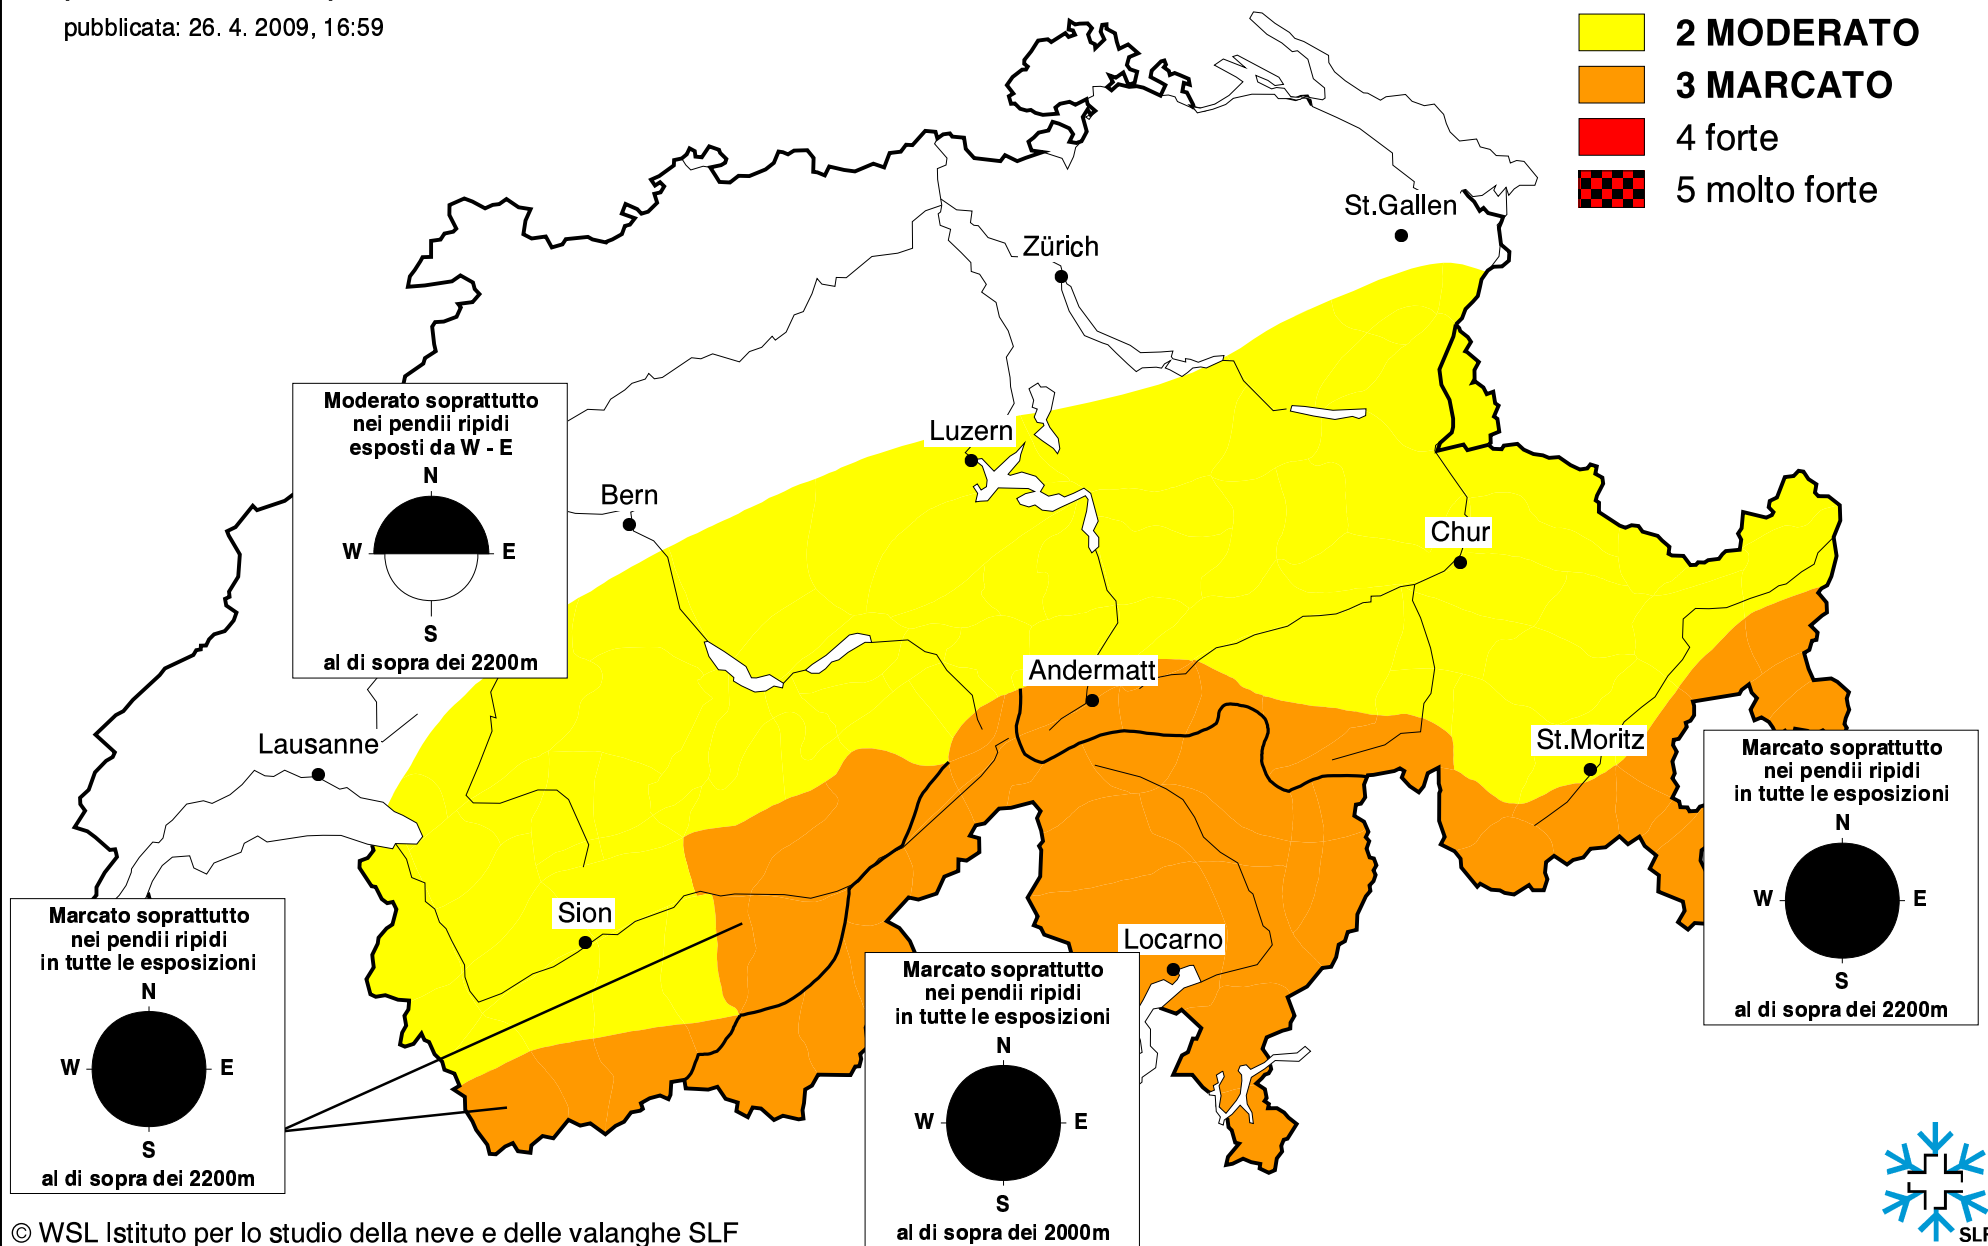 pubblicata: 26. 4. 2009, 16:59
2 MODERATO
3 MARCATO
4 forte
5 molto forte
St.Gallen
Zürich
Luzern
Bern
Chur
Andermatt
St.Moritz
Lausanne
Sion
Locarno
Moderato soprattutto
nei pendii ripidi
esposti da W - E
N
W E
S
al di sopra dei 2200m
Marcato soprattutto
nei pendii ripidi
in tutte le esposizioni
N
W E
S
al di sopra dei 2200m
Marcato soprattutto
nei pendii ripidi
in tutte le esposizioni
N
W E
S
al di sopra dei 2000m
Marcato soprattutto
nei pendii ripidi
in tutte le esposizioni
N
W E
S
al di sopra dei 2200m
© WSL Istituto per lo studio della neve e delle valanghe SLF
SLF